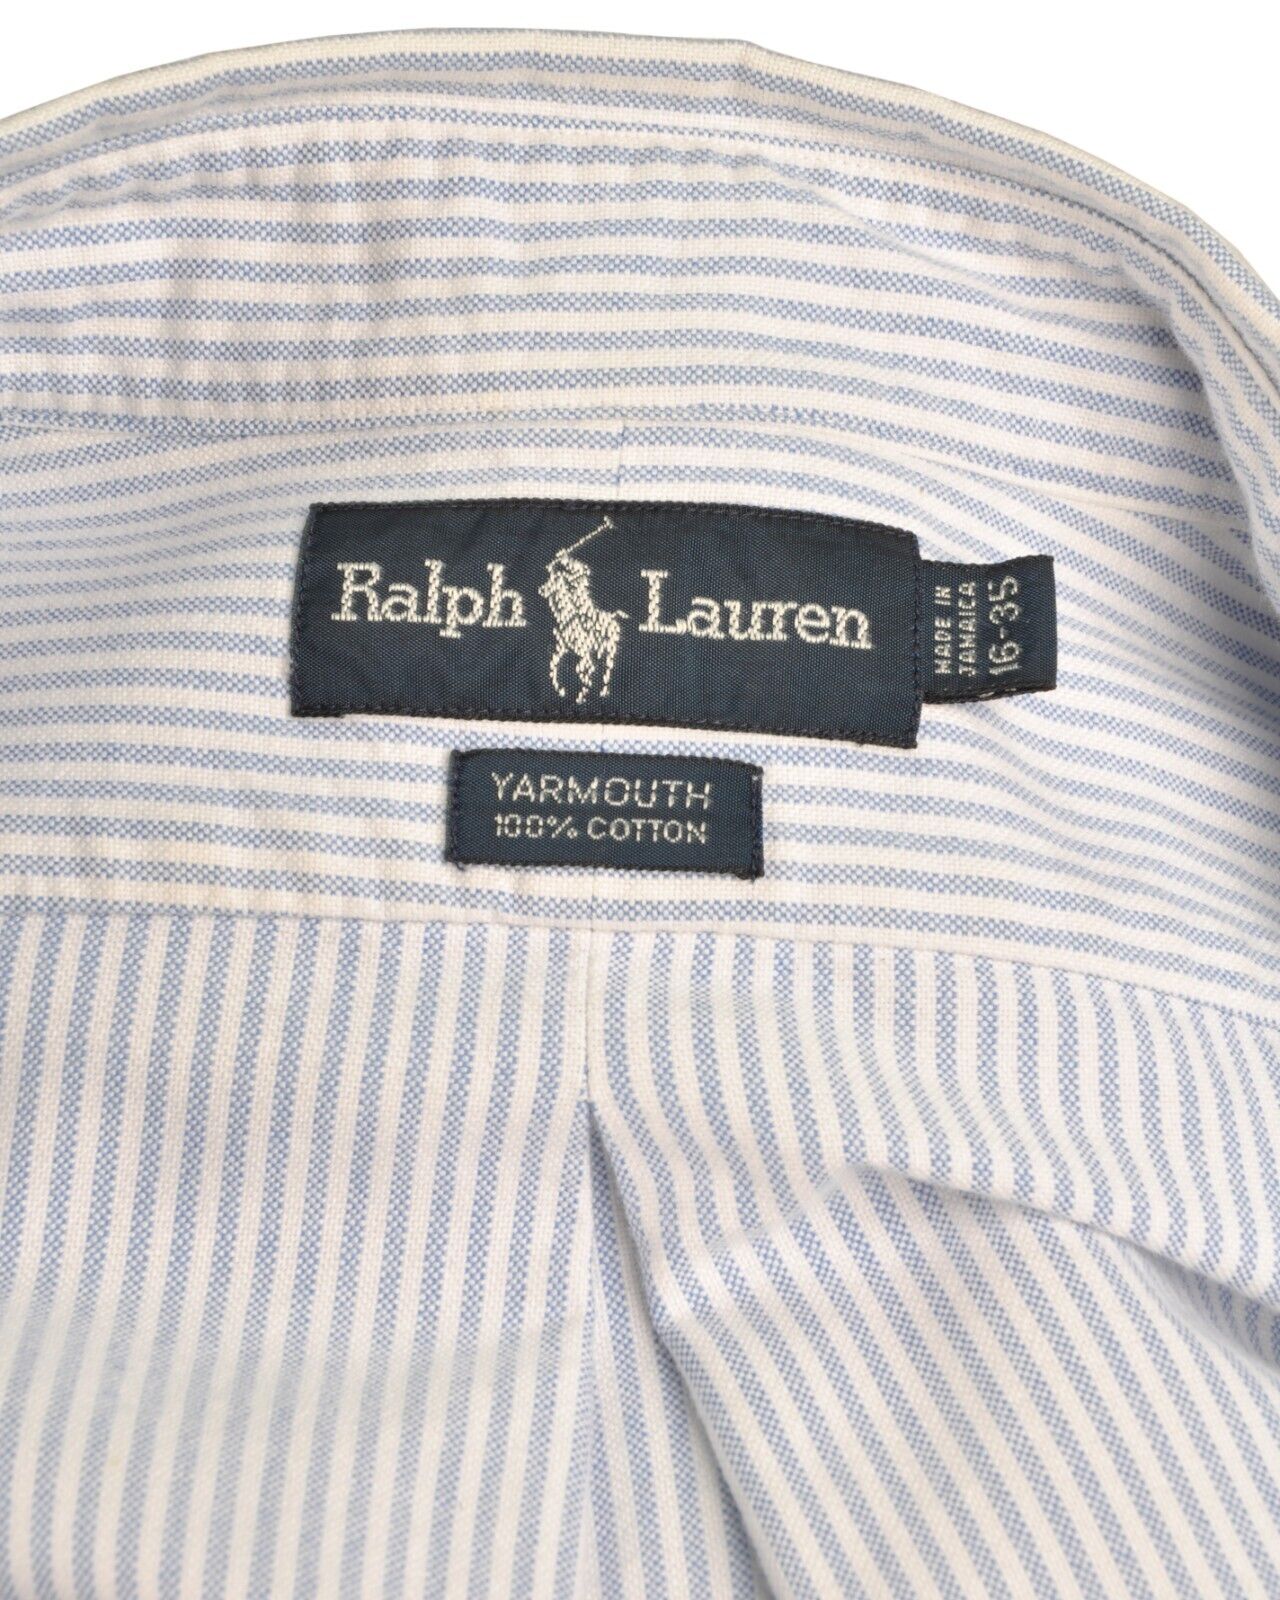 Ralph Lauren
MADE IN
JAMAICA
16-35
YARMOUTH
100% COTTON